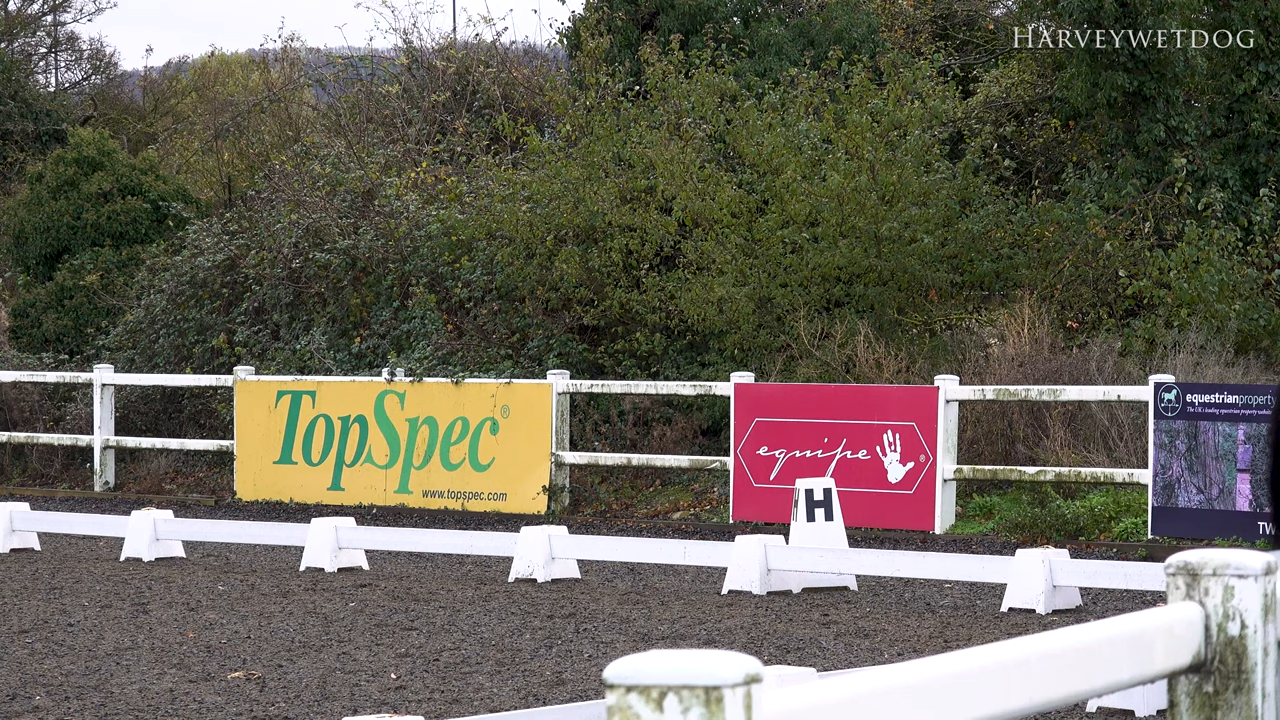 HARVEYWETDOG
TopSpec®
www.topspec.com
equipe®
H
equestrianproperty
The UK's leading equestrian property website
TW